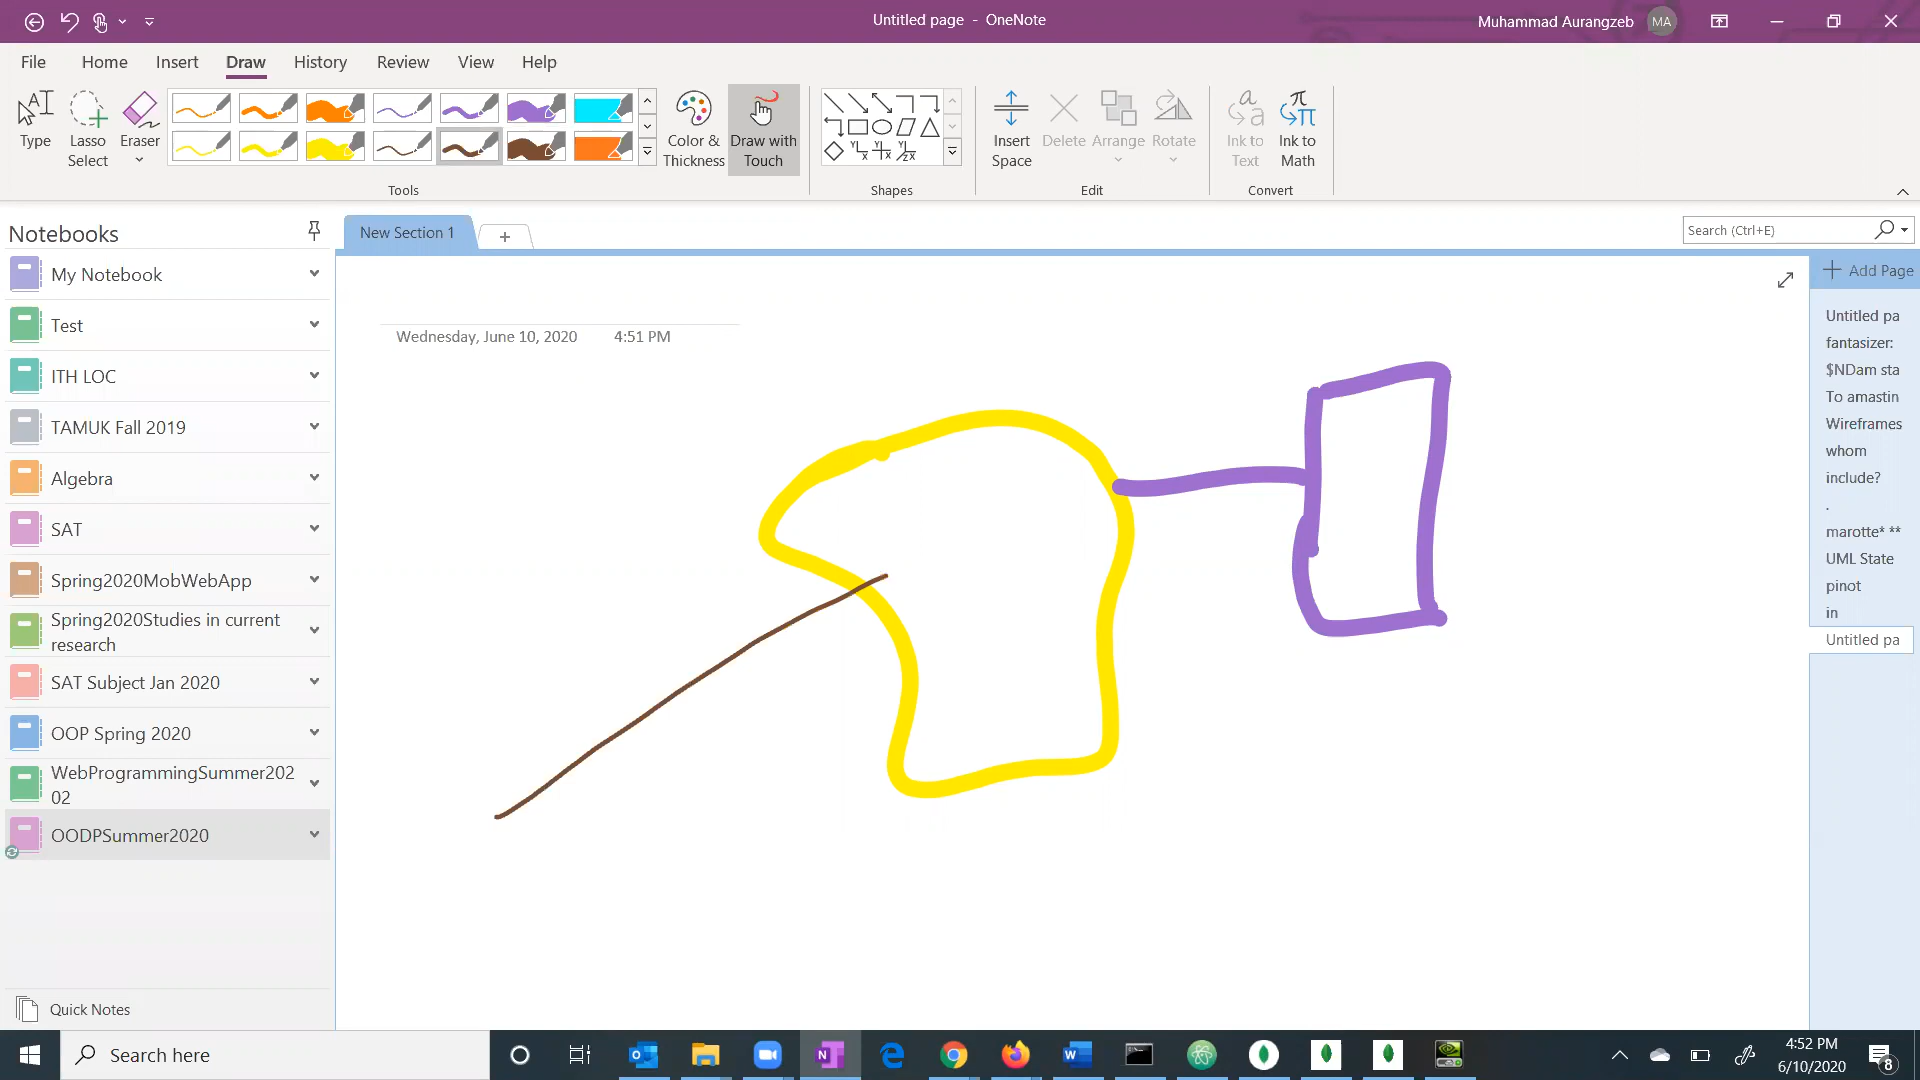 Untitled page - OneNote
Muhammad Aurangzeb MA
File Home Insert Draw History Review View Help
Type
Lasso Select
Eraser
Color & Thickness
Draw with Touch
Insert Space
Delete
Arrange
Rotate
Ink to Text
Ink to Math
Tools
Shapes
Edit
Convert
Notebooks
New Section 1
Search (Ctrl+E)
My Notebook
Test
ITH LOC
TAMUK Fall 2019
Algebra
SAT
Spring2020MobWebApp
Spring2020Studies in current
research
SAT Subject Jan 2020
OOP Spring 2020
WebProgrammingSummer202
02
OODPSummer2020
Quick Notes
Wednesday, June 10, 2020 4:51 PM
Add Page
Untitled pa
fantasizer:
$NDam sta
To amastin
Wireframes
whom
include?
.
marotte* **
UML State
pinot
in
Untitled pa
Search here
4:52 PM
6/10/2020
8